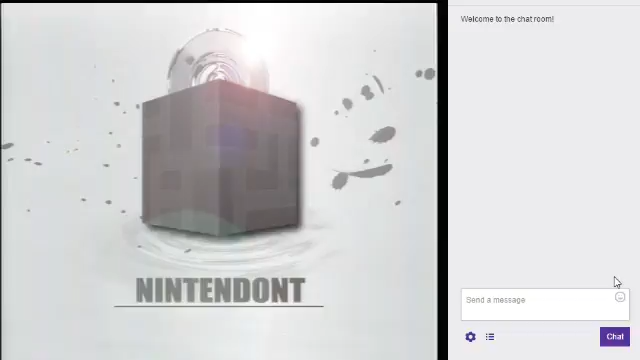 Welcome to the chat room!
NINTENDONT
Send a message
Chat